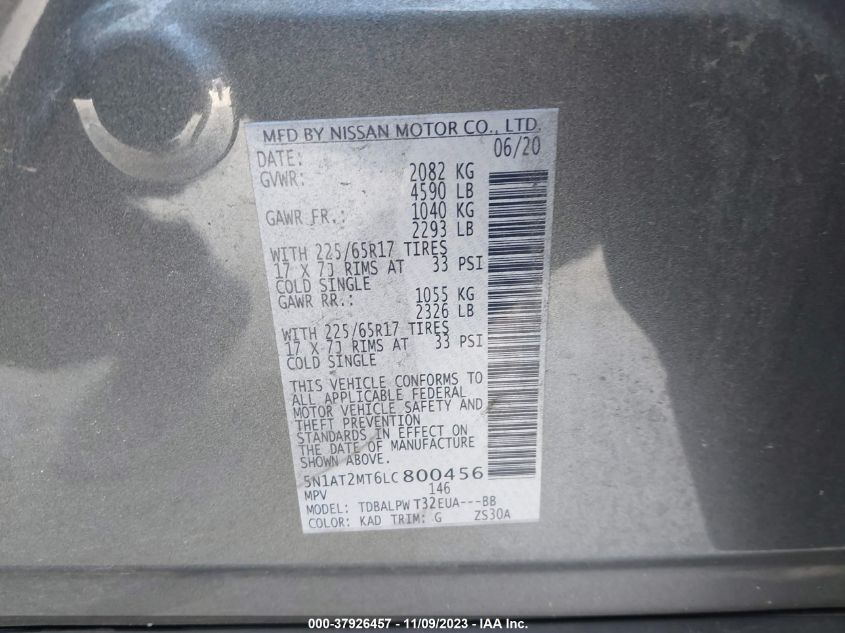 MFD BY NISSAN MOTOR CO., LTD.
DATE: 06/20
GVWR: 2082 KG
4590 LB
GAWR FR.: 1040 KG
2293 LB
WITH 225/65R17 TIRES
17 X 7J RIMS AT 33 PSI
COLD SINGLE
GAWR RR.: 1055 KG
2326 LB
WITH 225/65R17 TIRES
17 X 7J RIMS AT 33 PSI
COLD SINGLE
THIS VEHICLE CONFORMS TO
ALL APPLICABLE FEDERAL
MOTOR VEHICLE SAFETY AND
THEFT PREVENTION
STANDARDS IN EFFECT ON
THE DATE OF MANUFACTURE
SHOWN ABOVE.
5N1AT2MT6LC800456
MPV 146
MODEL: TDBALPW T32EUA---BB
COLOR: KAD TRIM: G ZS30A
000-37926457 - 11/09/2023 - IAA Inc.